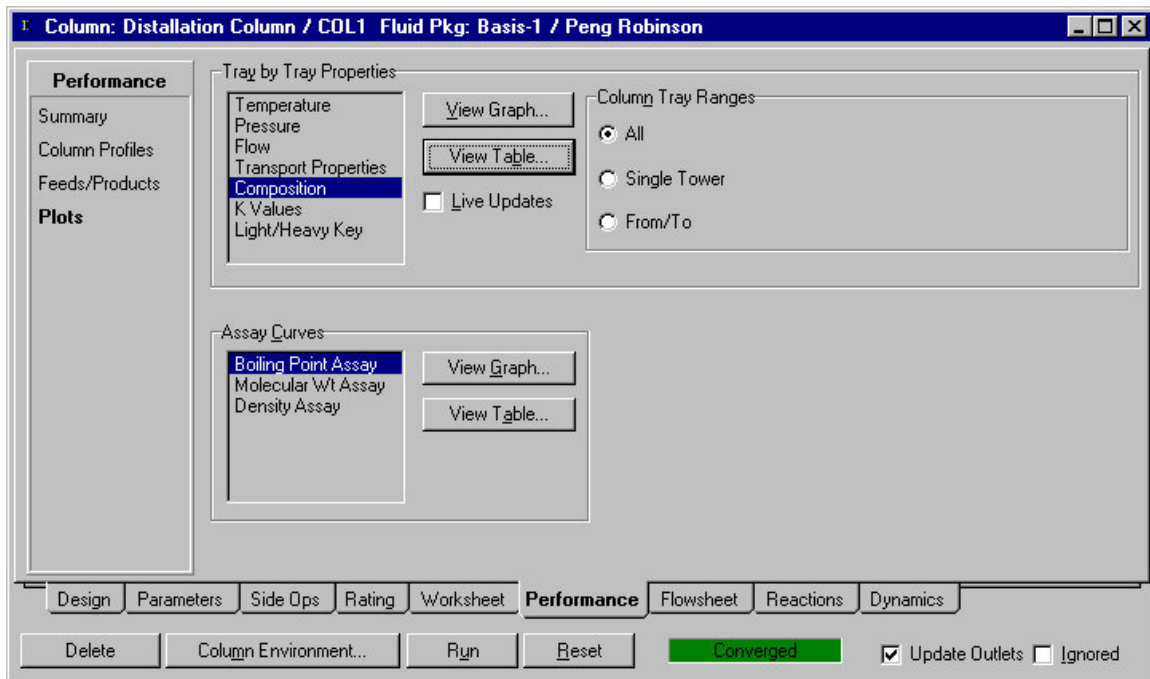 Column: Distallation Column / COL1 Fluid Pkg: Basis-1 / Peng Robinson
Performance
Summary
Column Profiles
Feeds/Products
Plots
Tray by Tray Properties
Temperature
Pressure
Flow
Transport Properties
Composition
K Values
Light/Heavy Key
View Graph...
View Table...
Live Updates
Column Tray Ranges
All
Single Tower
From/To
Assay Curves
Boiling Point Assay
Molecular Wt Assay
Density Assay
View Graph...
View Table...
Design Parameters Side Ops Rating Worksheet Performance Flowsheet Reactions Dynamics
Delete Column Environment... Run Reset Converged Update Outlets Ignored